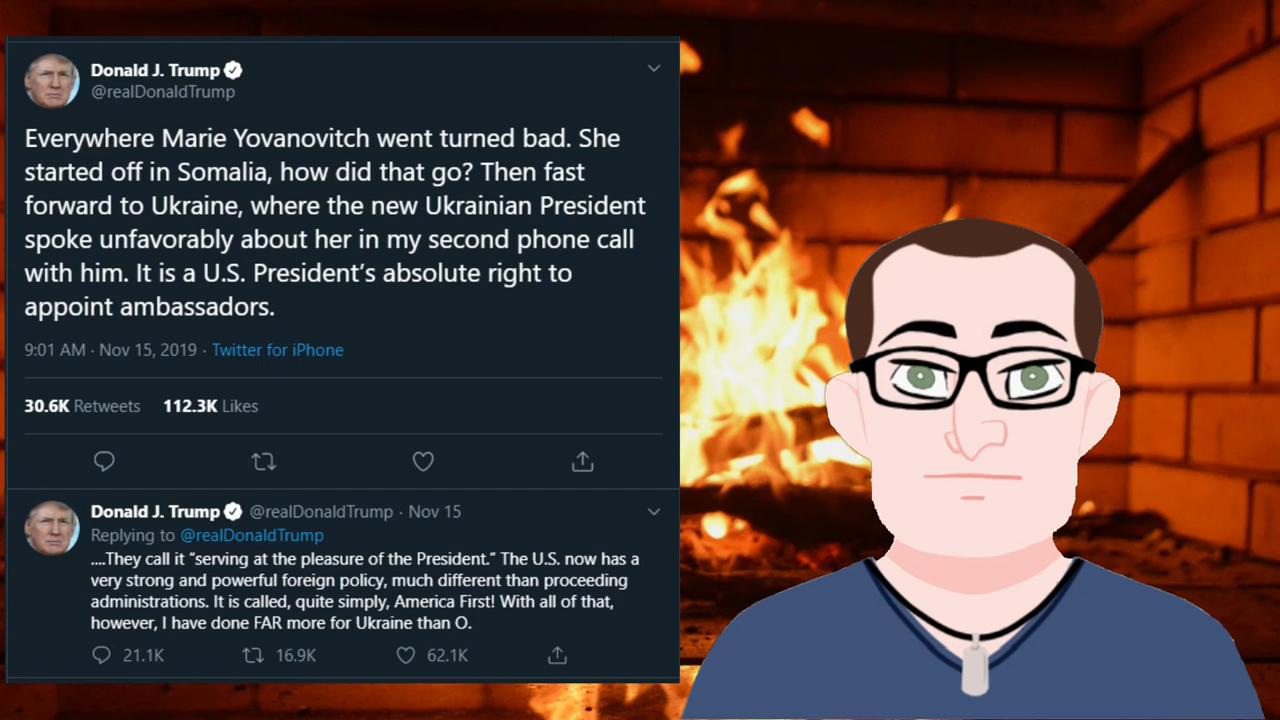 Donald J. Trump
@realDonaldTrump
Everywhere Marie Yovanovitch went turned bad. She
started off in Somalia, how did that go? Then fast
forward to Ukraine, where the new Ukrainian President
spoke unfavorably about her in my second phone call
with him. It is a U.S. President’s absolute right to
appoint ambassadors.
9:01 AM · Nov 15, 2019 · Twitter for iPhone
30.6K Retweets 112.3K Likes
Donald J. Trump @realDonaldTrump · Nov 15
Replying to @realDonaldTrump
....They call it “serving at the pleasure of the President.” The U.S. now has a
very strong and powerful foreign policy, much different than proceeding
administrations. It is called, quite simply, America First! With all of that,
however, I have done FAR more for Ukraine than O.
21.1K 16.9K 62.1K